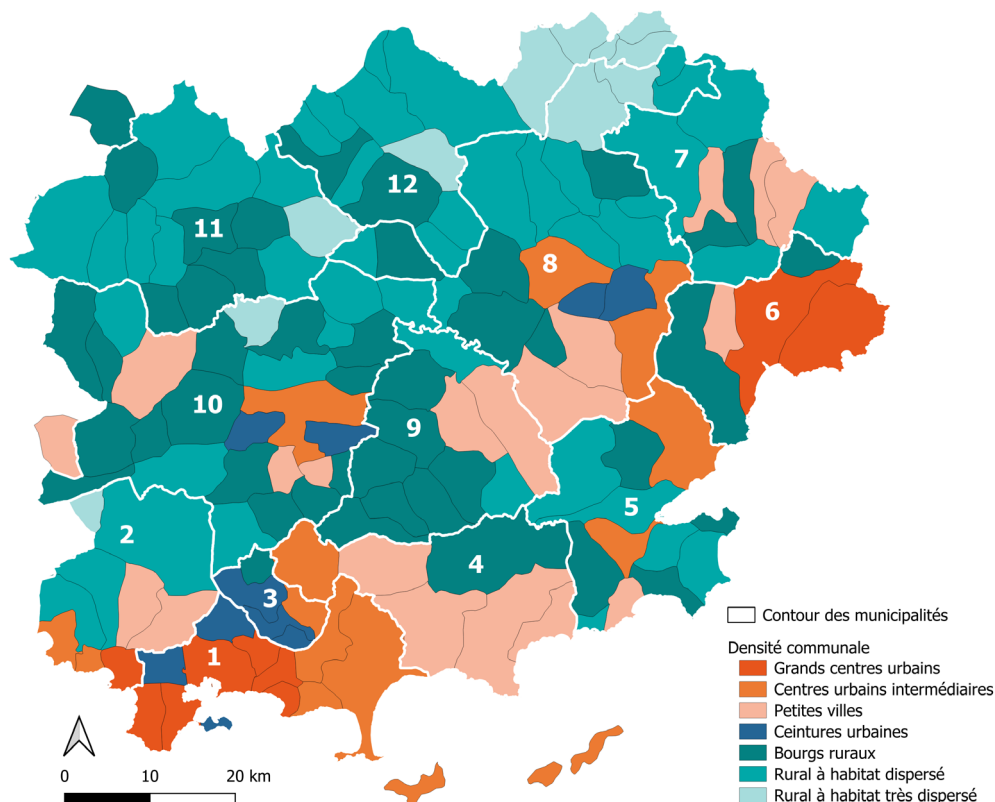 7
12
11
8
6
10
9
5
2
4
3
1
Contour des municipalités
Densité communale
Grands centres urbains
Centres urbains intermédiaires
Petites villes
Ceintures urbaines
Bourgs ruraux
Rural à habitat dispersé
Rural à habitat très dispersé
0 10 20 km